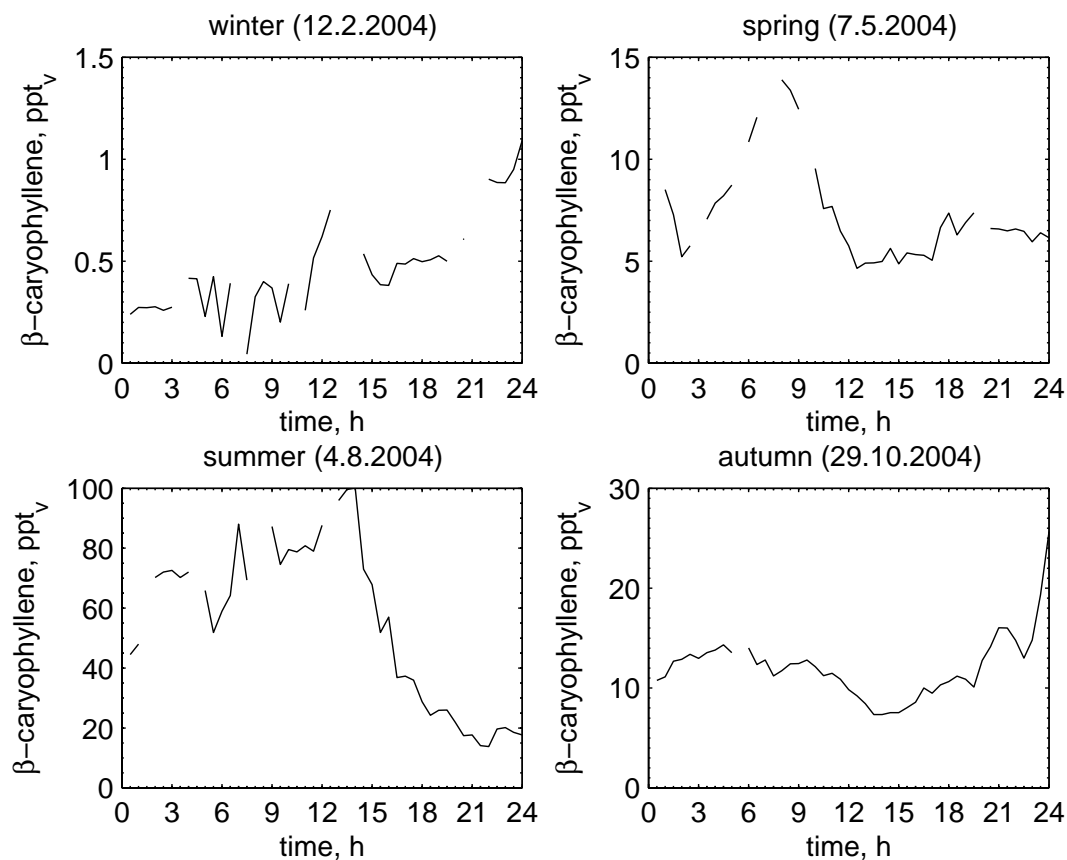 winter (12.2.2004)
β−caryophyllene, pptv
1.5
1
0.5
0
0 3 6 9 12 15 18 21 24
time, h
spring (7.5.2004)
β−caryophyllene, pptv
15
10
5
0
0 3 6 9 12 15 18 21 24
time, h
summer (4.8.2004)
β−caryophyllene, pptv
100
80
60
40
20
0
0 3 6 9 12 15 18 21 24
time, h
autumn (29.10.2004)
β−caryophyllene, pptv
30
20
10
0
0 3 6 9 12 15 18 21 24
time, h